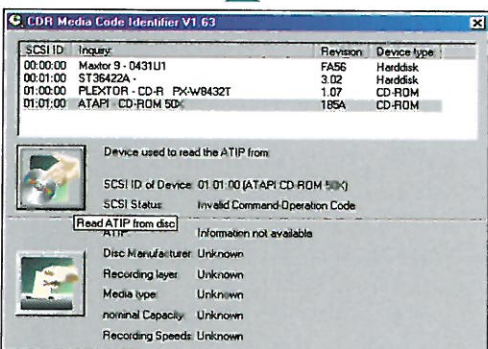 CDR Media Code Identifier V1.63
SCSI ID Inquiry: Revision Device type:
00:00:00 Maxtor 9 - 0431U1 FA56 Harddisk
00:01:00 ST36422A - 3.02 Harddisk
01:00:00 PLEXTOR - CD-R PX-W8432T 1.07 CD-ROM
01:01:00 ATAPI - CD-ROM 50X 185A CD-ROM
Device used to read the ATIP from:
SCSI ID of Device: 01:01:00 (ATAPI CD-ROM 50X)
SCSI Status: Invalid Command-Operation Code
Read ATIP from disc
ATIP: Information not available
Disc Manufacturer: Unknown
Recording layer: Unknown
Media type: Unknown
nominal Capacity: Unknown
Recording Speeds: Unknown